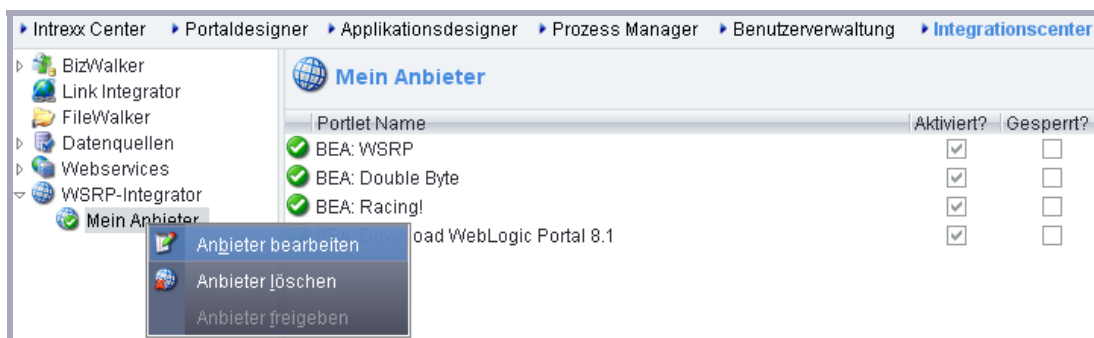 Intrexx Center Portaldesigner Applikationsdesigner Prozess Manager Benutzerverwaltung Integrationscenter
BizWalker
Link Integrator
FileWalker
Datenquellen
Webservices
WSRP-Integrator
Mein Anbieter
Anbieter bearbeiten
Anbieter löschen
Anbieter freigeben
Mein Anbieter
Portlet Name Aktiviert? Gesperrt?
BEA: WSRP
BEA: Double Byte
BEA: Racing!
oad WebLogic Portal 8.1